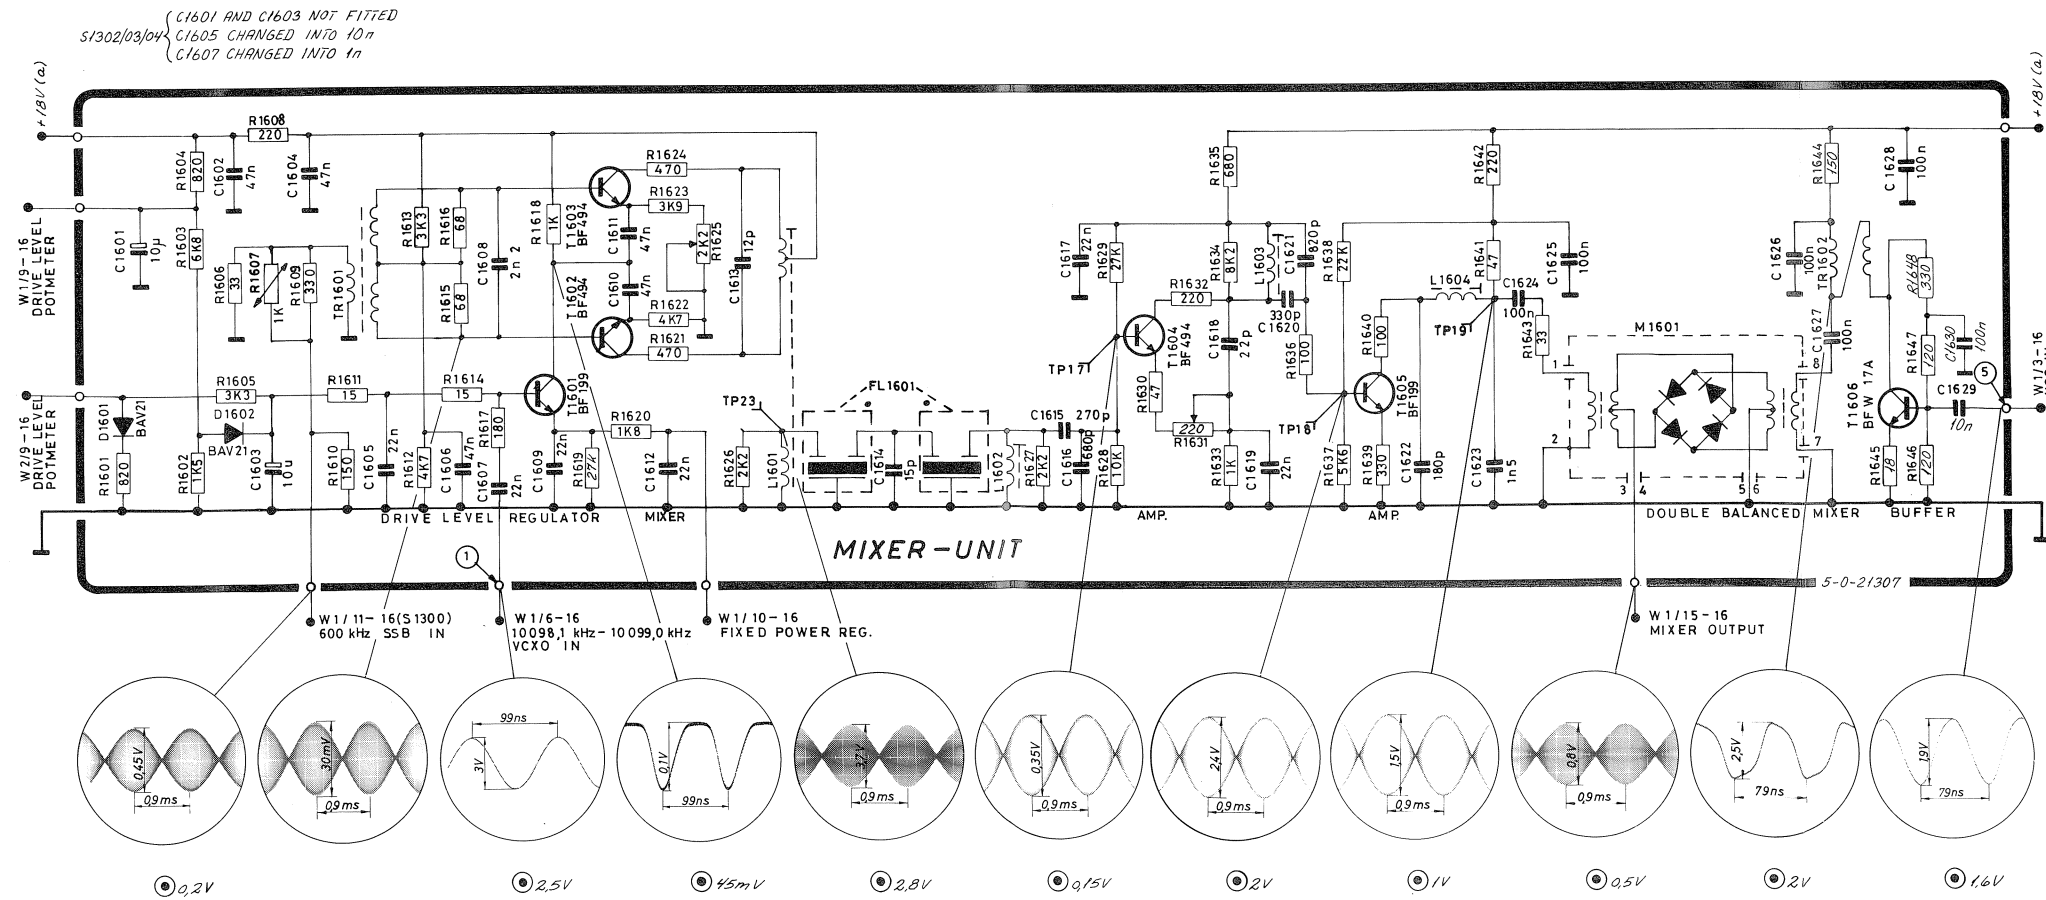 C1601 AND C1603 NOT FITTED
S1302/03/04 C1605 CHANGED INTO 10n
C1607 CHANGED INTO 1n
+18V (a)
+18V (a)
R1608
220
R1604
820
C1602
47n
C1604
47n
W1/9-16
DRIVE LEVEL
POTMETER
C1601
10µ
R1603
6K8
R1606
33
R1607
1K
R1609
330
TR1601
R1613
3K3
R1616
68
R1615
68
C1608
2n2
R1618
1K
T1603
BF494
T1602
BF494
R1624
470
R1623
3K9
C1611
47n
C1610
47n
R1625
2K2
R1622
4K7
R1621
470
C1613
12p
W2/9-16
DRIVE LEVEL
POTMETER
D1601
BAV21
R1601
820
R1605
3K3
D1602
BAV21
R1602
1K5
C1603
10u
R1611
15
R1610
150
C1605
22n
R1612
4K7
R1614
15
C1606
47n
R1617
180
C1607
22n
T1601
BF199
C1609
22n
R1619
27K
R1620
1K8
C1612
22n
TP23
R1626
2K2
L1601
FL1601
C1614
15p
L1602
R1627
2K2
C1615 270p
C1616
680p
R1628
10K
C1617
22n
R1629
27K
TP17
T1604
BF494
R1630
47
R1631
220
R1632
220
R1635
680
R1634
8K2
C1618
22p
R1633
1K
C1619
22n
L1603
C1621
820p
330p
C1620
R1636
100
R1638
22K
TP18
R1637
5K6
R1640
100
T1605
BF199
R1639
330
C1622
180p
L1604
TP19
R1642
220
R1641
47
C1624
100n
C1623
1n5
C1625
100n
R1643
33
M1601
1
2
3
4
5
6
7
8
R1644
150
C1626
100n
TR1602
C1627
100n
C1628
100n
R1648
330
R1647
120
C1630
100n
T1606
BFW 17A
C1629
10n
R1645
18
R1646
120
5
W1/3-16
DRIVE LEVEL REGULATOR
MIXER
AMP.
AMP.
DOUBLE BALANCED MIXER
BUFFER
MIXER-UNIT
1
5-0-21307
W1/11-16(S1300)
600 kHz SSB IN
W1/6-16
10098,1 kHz-10099,0 kHz
VCXO IN
W1/10-16
FIXED POWER REG.
W1/15-16
MIXER OUTPUT
0,45V
0,9ms
30mV
0,9ms
99ns
3V
0,1V
99ns
3,2V
0,9ms
0,35V
0,9ms
2,4V
0,9ms
1,5V
0,9ms
0,8V
0,9ms
2,5V
79ns
1,9V
79ns
0,2V
2,5V
45mV
2,8V
0,15V
2V
1V
0,5V
2V
1,6V